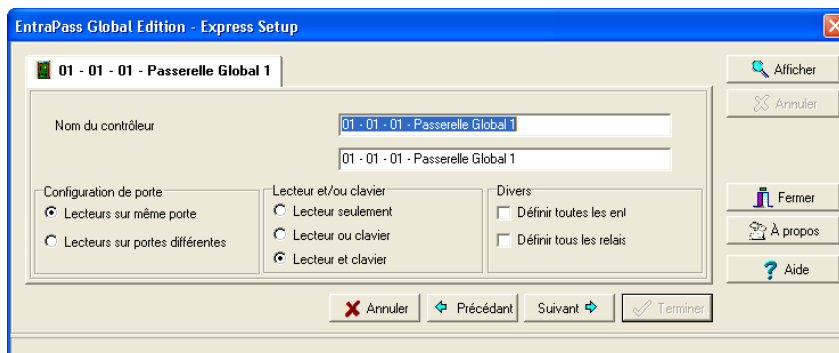 EntraPass Global Edition - Express Setup
01 - 01 - 01 - Passerelle Global 1
Afficher
Annuler
Nom du contrôleur
01 - 01 - 01 - Passerelle Global 1
01 - 01 - 01 - Passerelle Global 1
Configuration de porte
Lecteurs sur même porte
Lecteurs sur portes différentes
Lecteur et/ou clavier
Lecteur seulement
Lecteur ou clavier
Lecteur et clavier
Divers
Définir toutes les ent
Définir tous les relais
Fermer
À propos
Aide
Annuler
Précédant
Suivant
Terminer